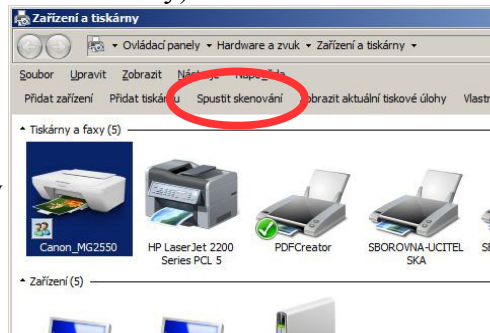 Zařízení a tiskárny
Ovládací panely Hardware a zvuk Zařízení a tiskárny
Soubor Upravit Zobrazit
Přidat zařízení Přidat tiskárnu Spustit skenování Zobrazit aktuální tiskové úlohy
Tiskárny a faxy (5)
Canon_MG2550 HP LaserJet 2200 PDFCreator SBOROVNA-UCITEL
Series PCL 5 SKA
Zařízení (5)